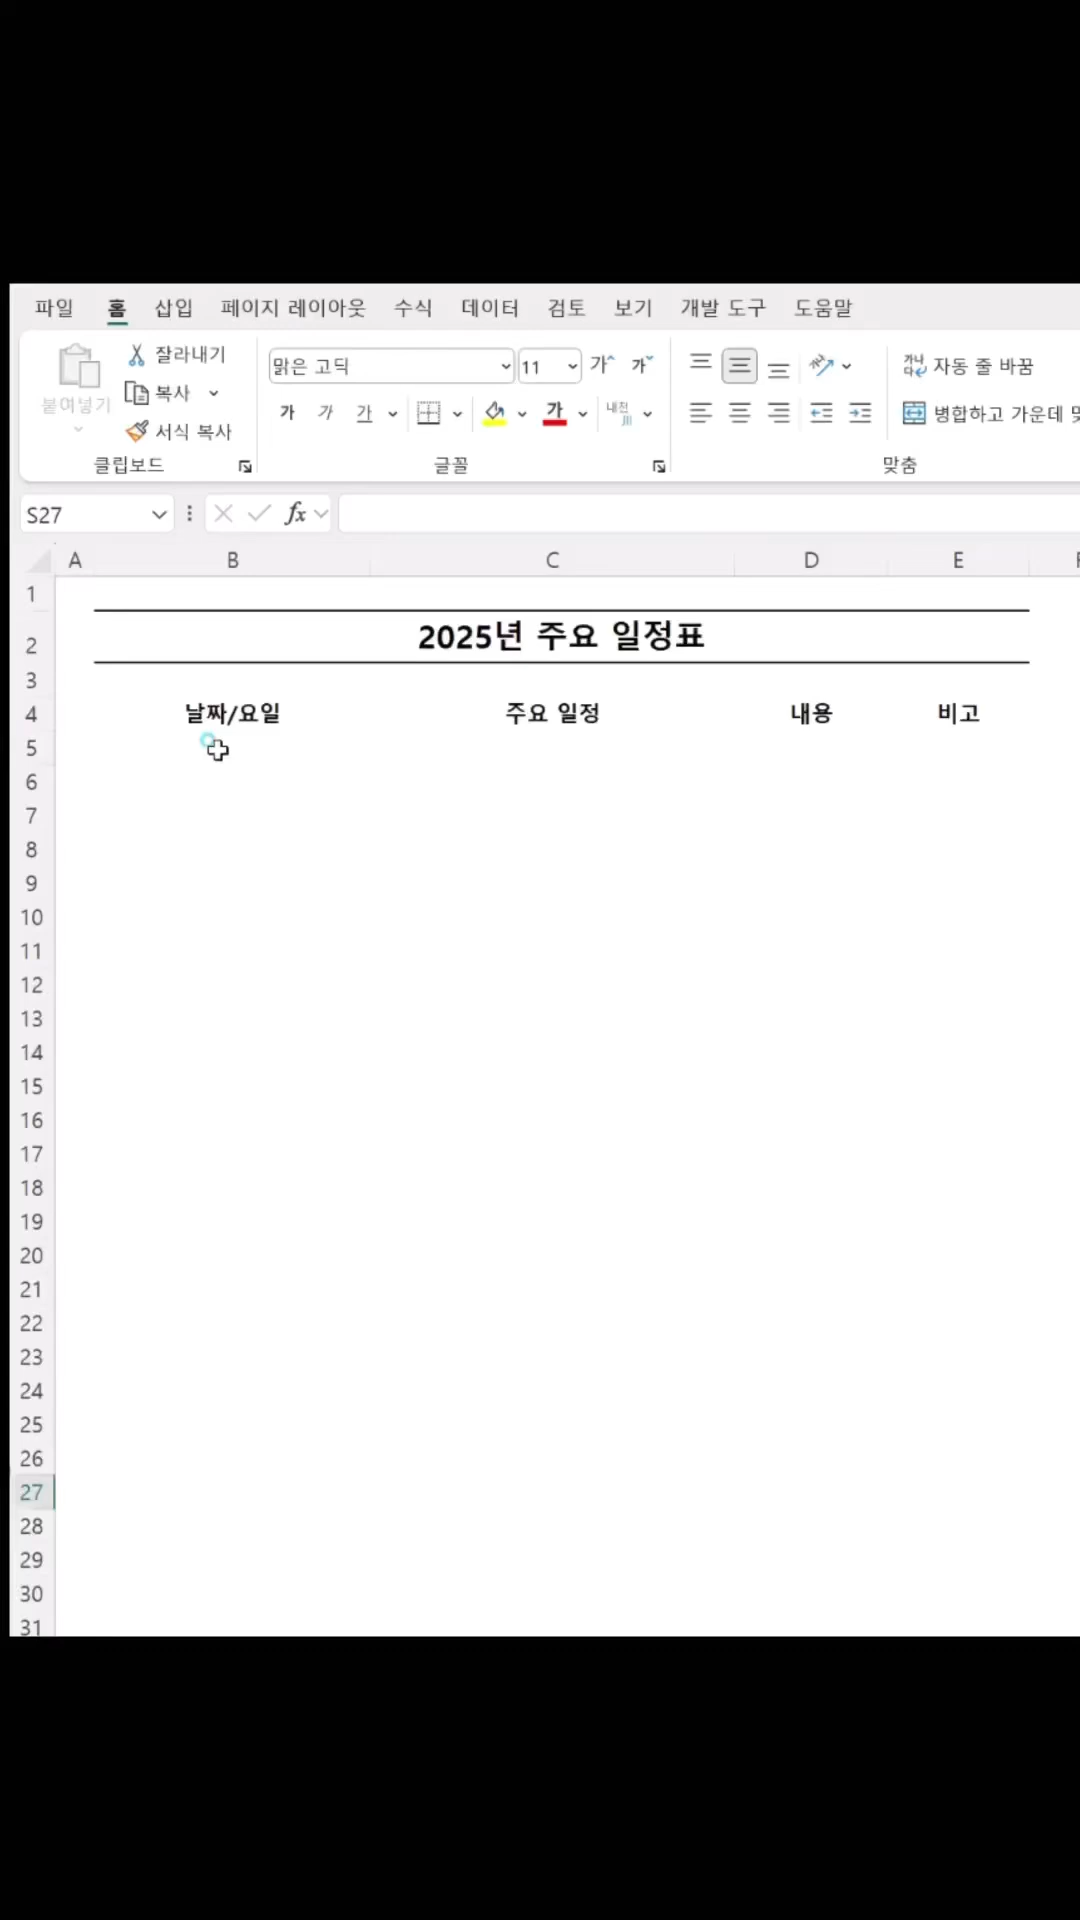 파일 홈 삽입 페이지 레이아웃 수식 데이터 검토 보기 개발 도구 도움말
붙여넣기
잘라내기
복사
서식 복사
클립보드
맑은 고딕 11 가 가
가 가 간 가 내천
글꼴
자동 줄 바꿈
병합하고 가운데
맞춤
S27 fx
A B C D E
1
2 2025년 주요 일정표
3
4 날짜/요일 주요 일정 내용 비고
5
6
7
8
9
10
11
12
13
14
15
16
17
18
19
20
21
22
23
24
25
26
27
28
29
30
31